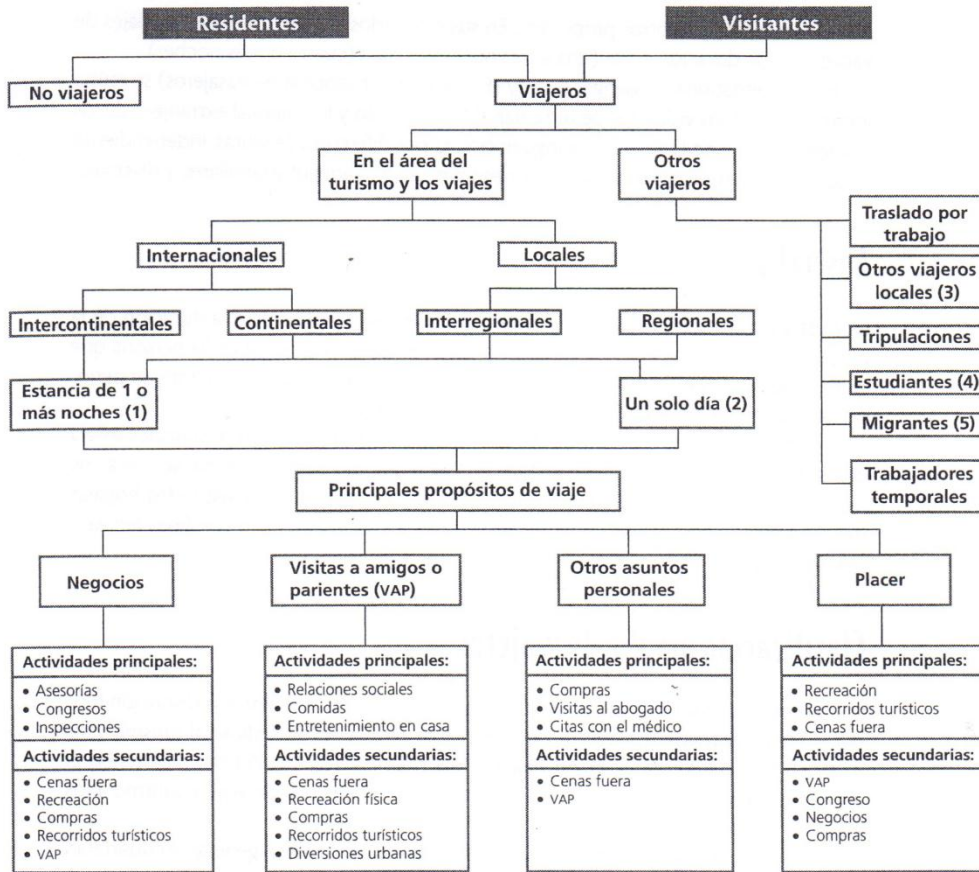 Residentes
Visitantes
No viajeros
Viajeros
En el área del
turismo y los viajes
Otros
viajeros
Traslado por
trabajo
Otros viajeros
locales (3)
Tripulaciones
Estudiantes (4)
Migrantes (5)
Trabajadores
temporales
Internacionales
Locales
Intercontinentales
Continentales
Interregionales
Regionales
Estancia de 1 o
más noches (1)
Un solo día (2)
Principales propósitos de viaje
Negocios
Actividades principales:
• Asesorías
• Congresos
• Inspecciones
Actividades secundarias:
• Cenas fuera
• Recreación
• Compras
• Recorridos turísticos
• VAP
Visitas a amigos o
parientes (VAP)
Actividades principales:
• Relaciones sociales
• Comidas
• Entretenimiento en casa
Actividades secundarias:
• Cenas fuera
• Recreación física
• Compras
• Recorridos turísticos
• Diversiones urbanas
Otros asuntos
personales
Actividades principales:
• Compras
• Visitas al abogado
• Citas con el médico
Actividades secundarias:
• Cenas fuera
• VAP
Placer
Actividades principales:
• Recreación
• Recorridos turísticos
• Cenas fuera
Actividades secundarias:
• VAP
• Congreso
• Negocios
• Compras